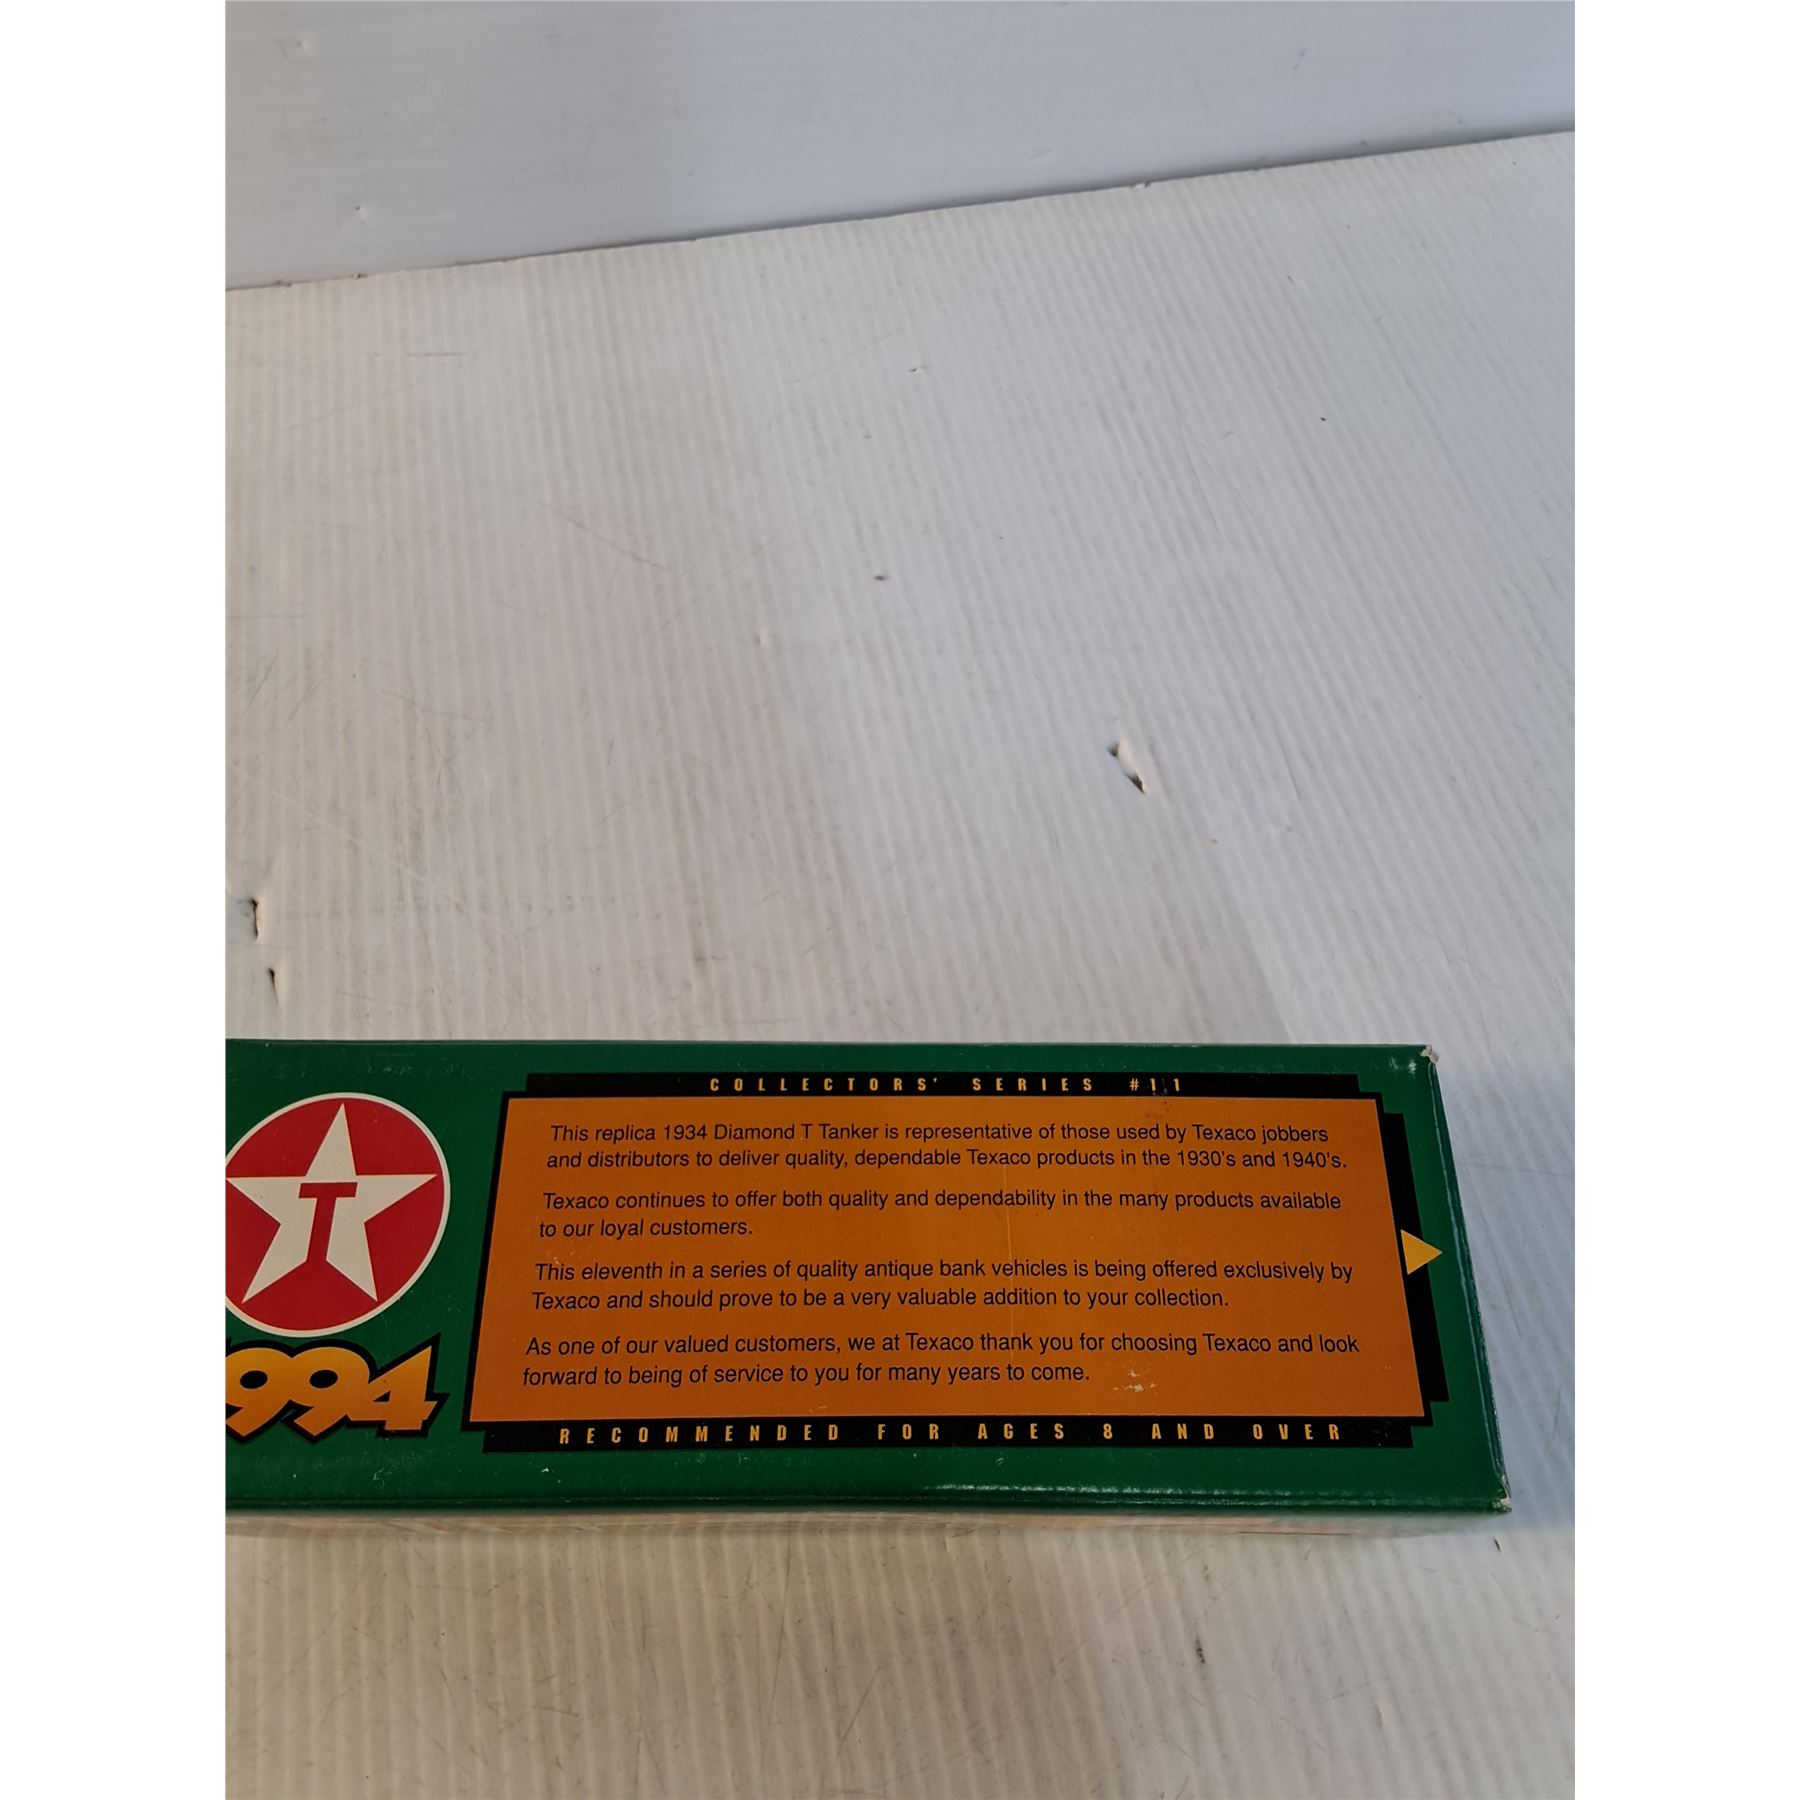 COLLECTORS' SERIES #11
This replica 1934 Diamond T Tanker is representative of those used by Texaco jobbers
and distributors to deliver quality, dependable Texaco products in the 1930's and 1940's.
Texaco continues to offer both quality and dependability in the many products available
to our loyal customers.
This eleventh in a series of quality antique bank vehicles is being offered exclusively by
Texaco and should prove to be a very valuable addition to your collection.
As one of our valued customers, we at Texaco thank you for choosing Texaco and look
forward to being of service to you for many years to come.
RECOMMENDED FOR AGES 8 AND OVER
T
1994